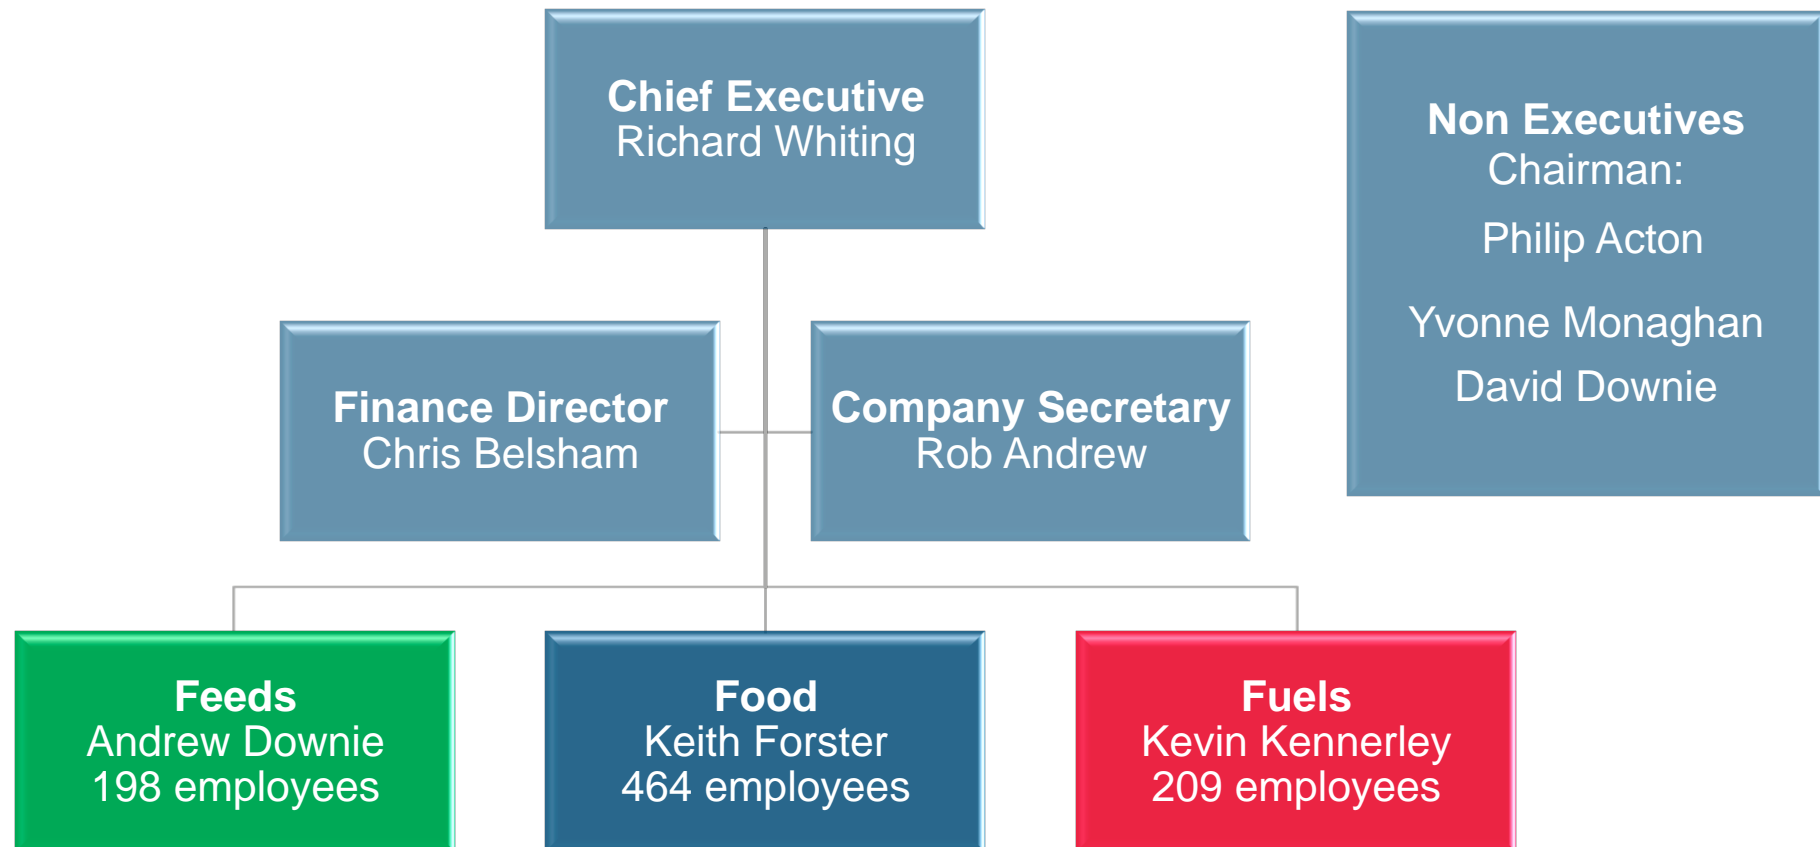 Chief Executive
Richard Whiting
Non Executives
Chairman:
Philip Acton
Yvonne Monaghan
David Downie
Finance Director
Chris Belsham
Company Secretary
Rob Andrew
Feeds
Andrew Downie
198 employees
Food
Keith Forster
464 employees
Fuels
Kevin Kennerley
209 employees